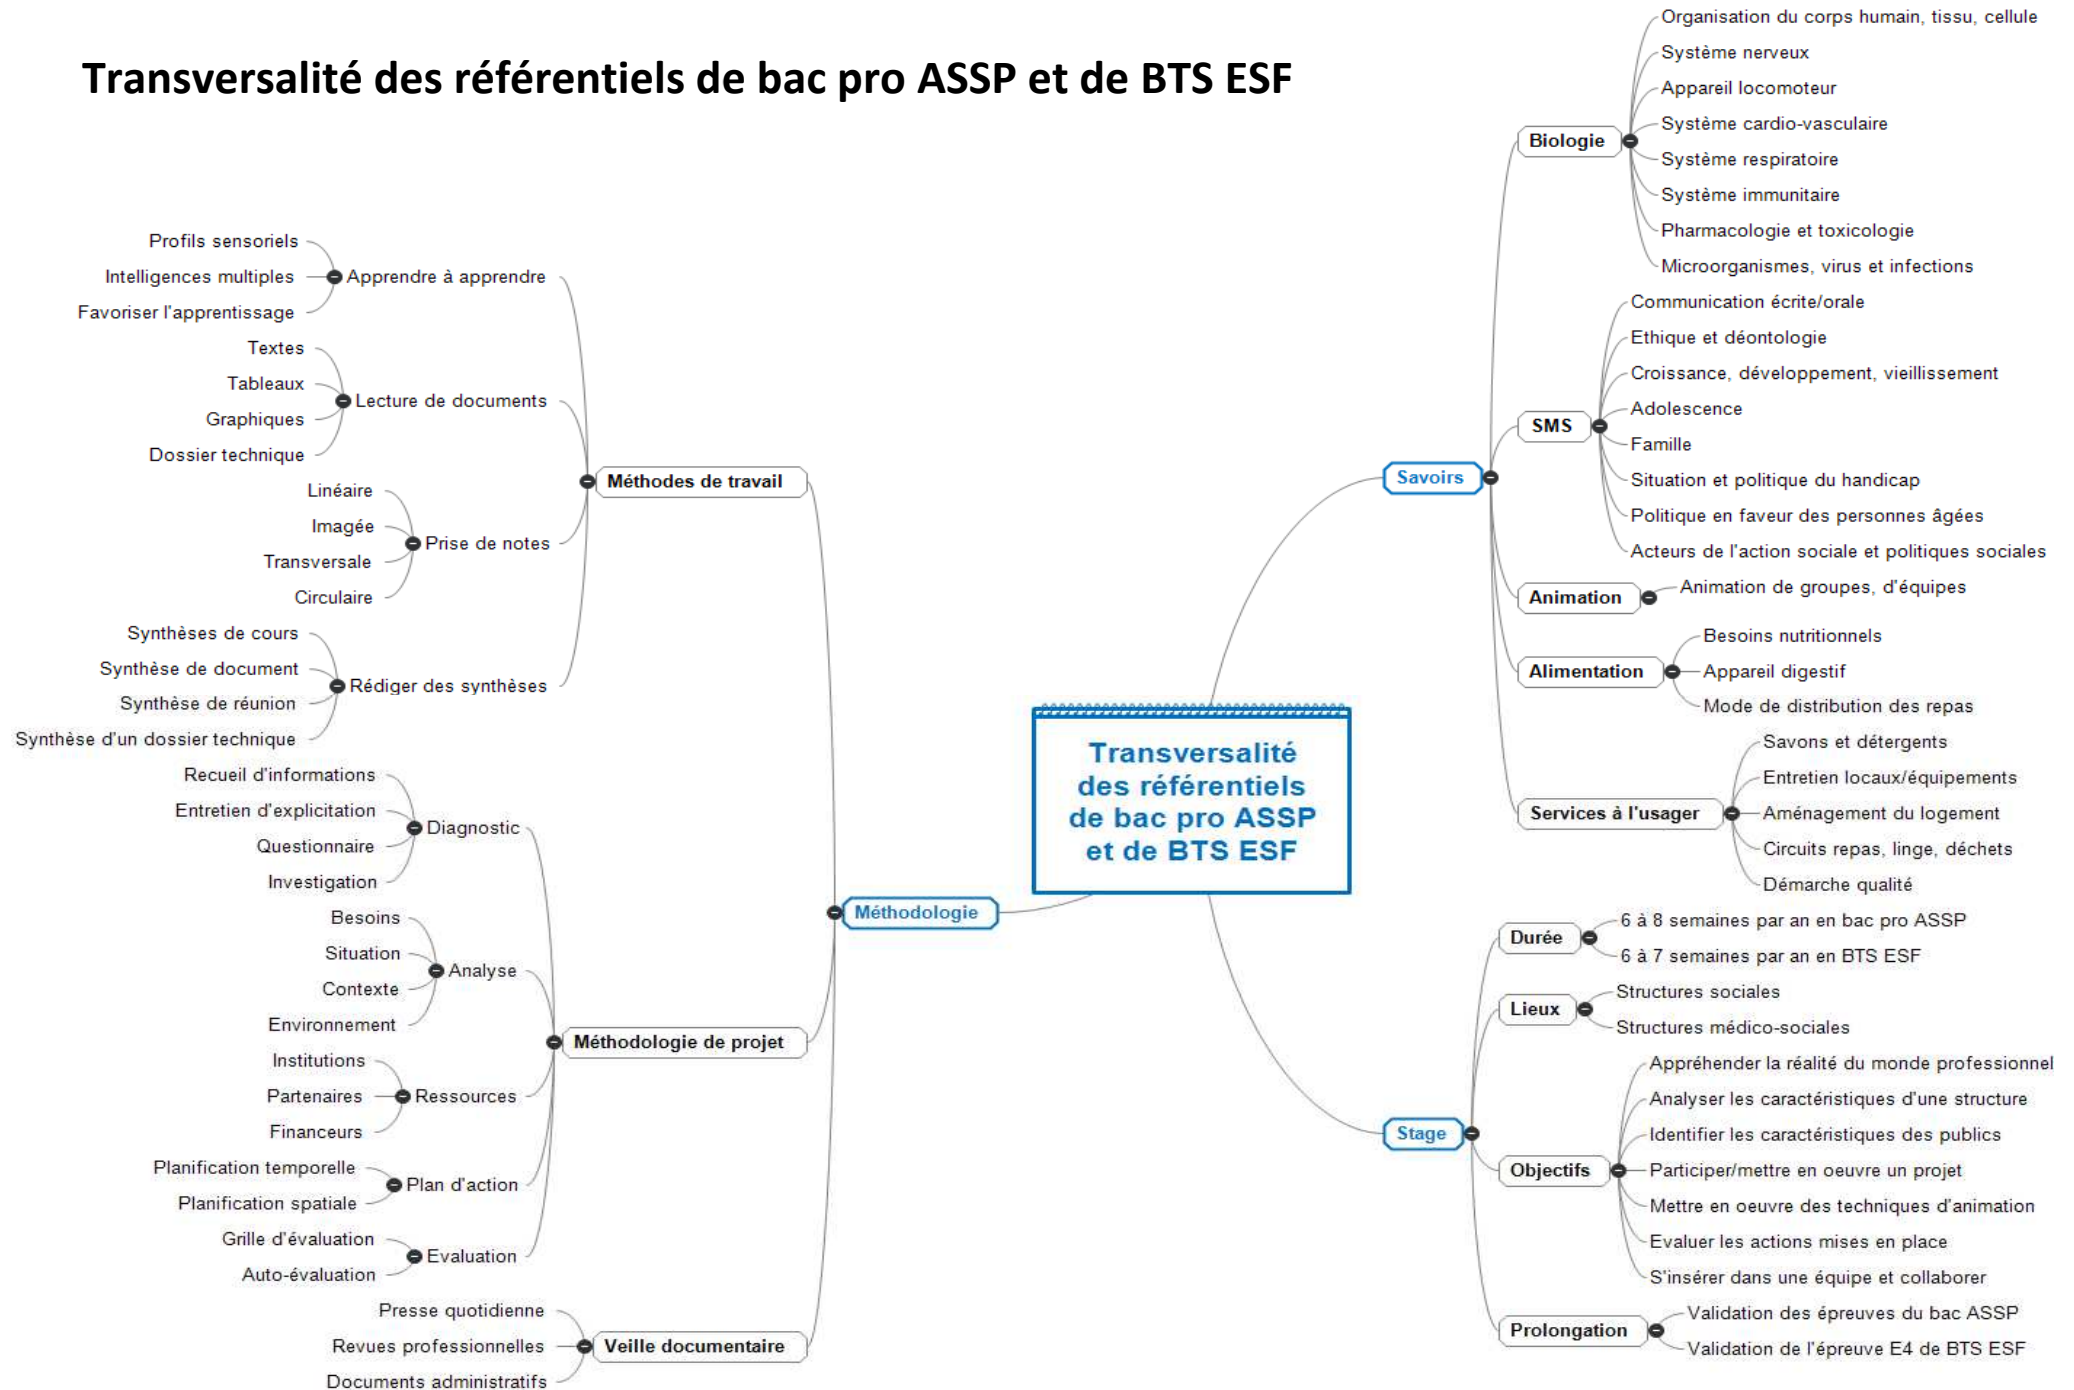 Transversalité des référentiels de bac pro ASSP et de BTS ESF
Transversalité
des référentiels
de bac pro ASSP
et de BTS ESF
Savoirs
Biologie
Organisation du corps humain, tissu, cellule
Système nerveux
Appareil locomoteur
Système cardio-vasculaire
Système respiratoire
Système immunitaire
Pharmacologie et toxicologie
Microorganismes, virus et infections
SMS
Communication écrite/orale
Ethique et déontologie
Croissance, développement, vieillissement
Adolescence
Famille
Situation et politique du handicap
Politique en faveur des personnes âgées
Acteurs de l'action sociale et politiques sociales
Animation
Animation de groupes, d'équipes
Alimentation
Besoins nutritionnels
Appareil digestif
Mode de distribution des repas
Services à l'usager
Savons et détergents
Entretien locaux/équipements
Aménagement du logement
Circuits repas, linge, déchets
Démarche qualité
Stage
Durée
6 à 8 semaines par an en bac pro ASSP
6 à 7 semaines par an en BTS ESF
Lieux
Structures sociales
Structures médico-sociales
Objectifs
Appréhender la réalité du monde professionnel
Analyser les caractéristiques d'une structure
Identifier les caractéristiques des publics
Participer/mettre en oeuvre un projet
Mettre en oeuvre des techniques d'animation
Evaluer les actions mises en place
S'insérer dans une équipe et collaborer
Prolongation
Validation des épreuves du bac ASSP
Validation de l'épreuve E4 de BTS ESF
Méthodologie
Méthodes de travail
Apprendre à apprendre
Profils sensoriels
Intelligences multiples
Favoriser l'apprentissage
Lecture de documents
Textes
Tableaux
Graphiques
Dossier technique
Prise de notes
Linéaire
Imagée
Transversale
Circulaire
Rédiger des synthèses
Synthèses de cours
Synthèse de document
Synthèse de réunion
Synthèse d'un dossier technique
Méthodologie de projet
Diagnostic
Recueil d'informations
Entretien d'explicitation
Questionnaire
Investigation
Analyse
Besoins
Situation
Contexte
Environnement
Ressources
Institutions
Partenaires
Financeurs
Plan d'action
Planification temporelle
Planification spatiale
Evaluation
Grille d'évaluation
Auto-évaluation
Veille documentaire
Presse quotidienne
Revues professionnelles
Documents administratifs